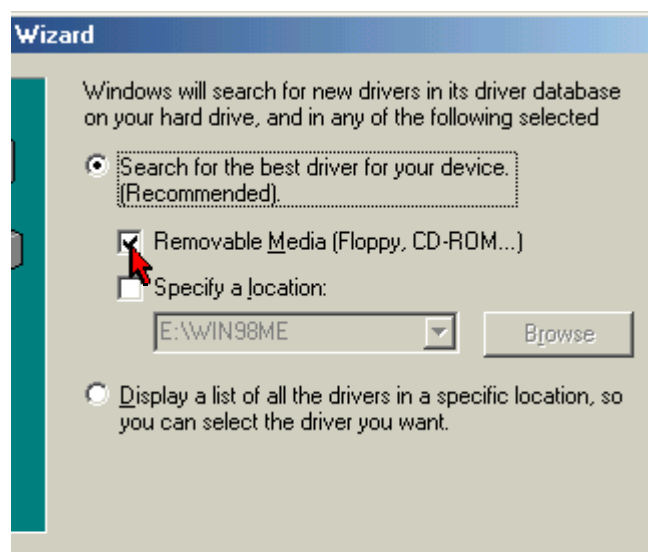 Wizard
Windows will search for new drivers in its driver database
on your hard drive, and in any of the following selected
Search for the best driver for your device.
(Recommended).
Removable Media (Floppy, CD-ROM...)
Specify a location:
E:\WIN98ME
Browse
Display a list of all the drivers in a specific location, so
you can select the driver you want.